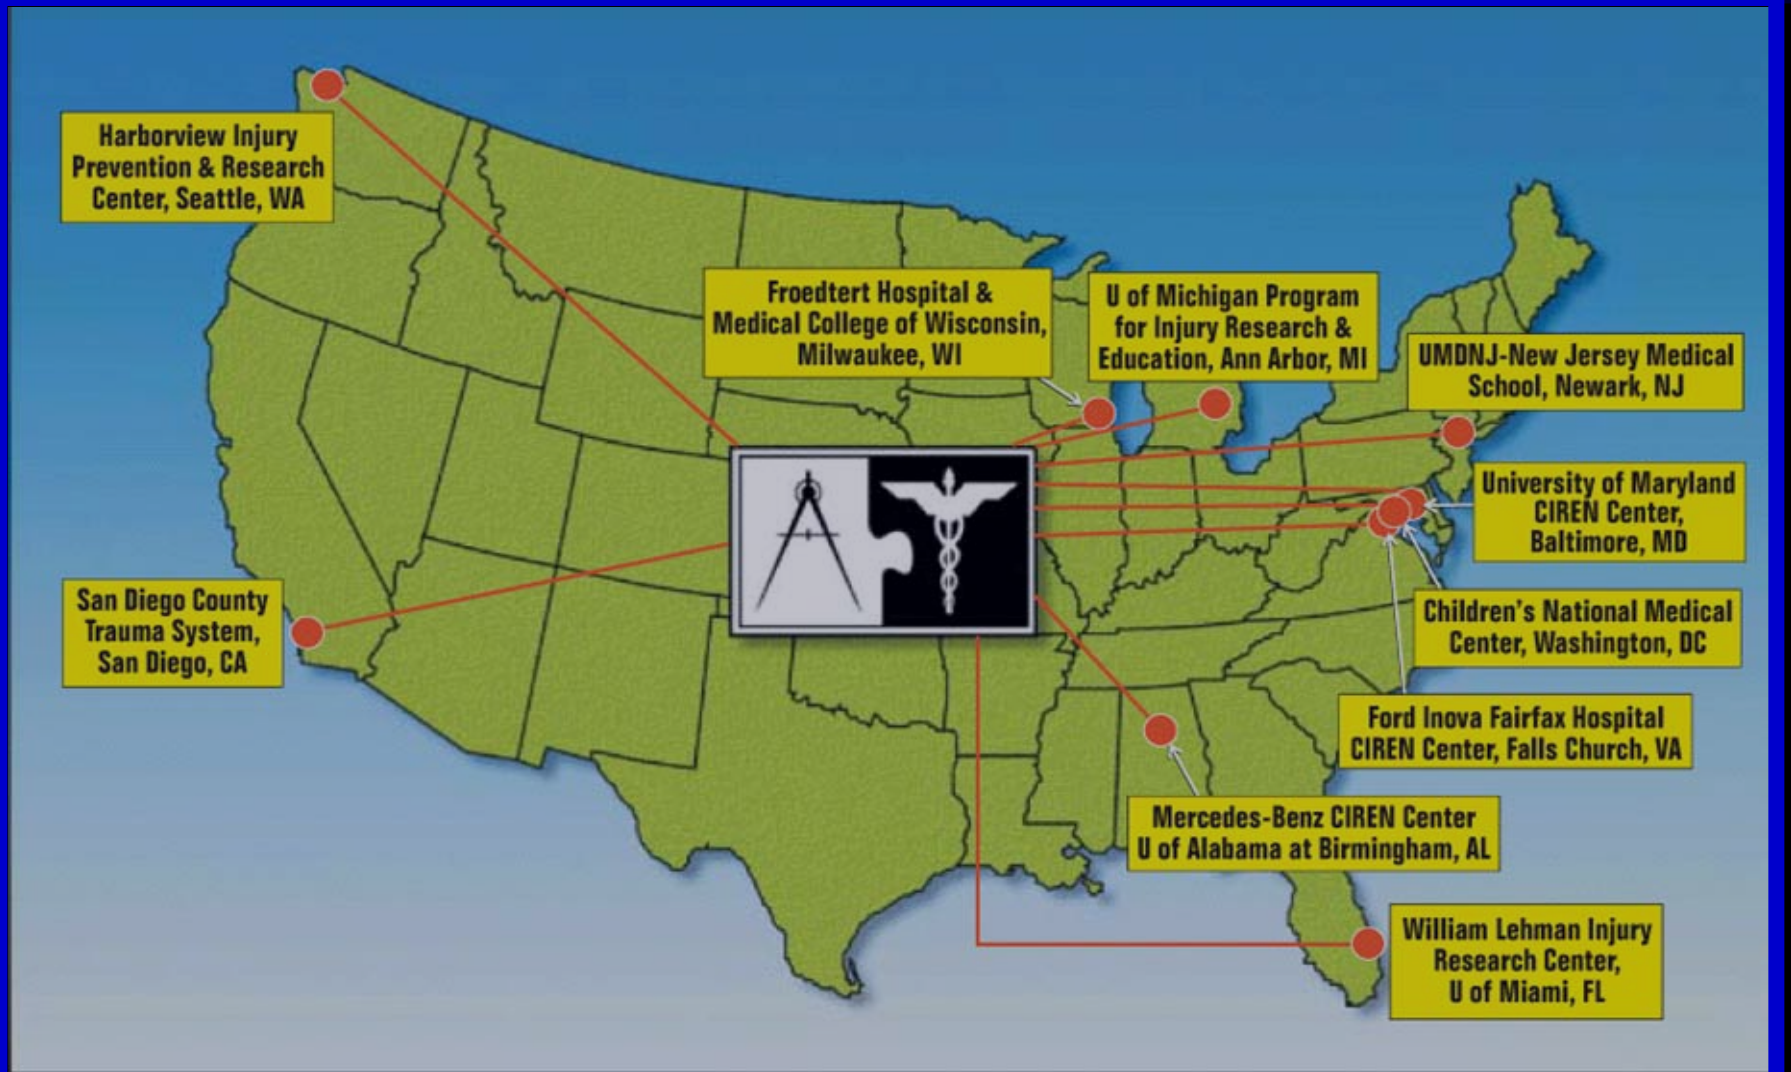 Harborview Injury
Prevention & Research
Center, Seattle, WA
Froedtert Hospital &
Medical College of Wisconsin,
Milwaukee, WI
U of Michigan Program
for Injury Research &
Education, Ann Arbor, MI
UMDNJ-New Jersey Medical
School, Newark, NJ
University of Maryland
CIREN Center,
Baltimore, MD
San Diego County
Trauma System,
San Diego, CA
Children's National Medical
Center, Washington, DC
Ford Inova Fairfax Hospital
CIREN Center, Falls Church, VA
Mercedes-Benz CIREN Center
U of Alabama at Birmingham, AL
William Lehman Injury
Research Center,
U of Miami, FL